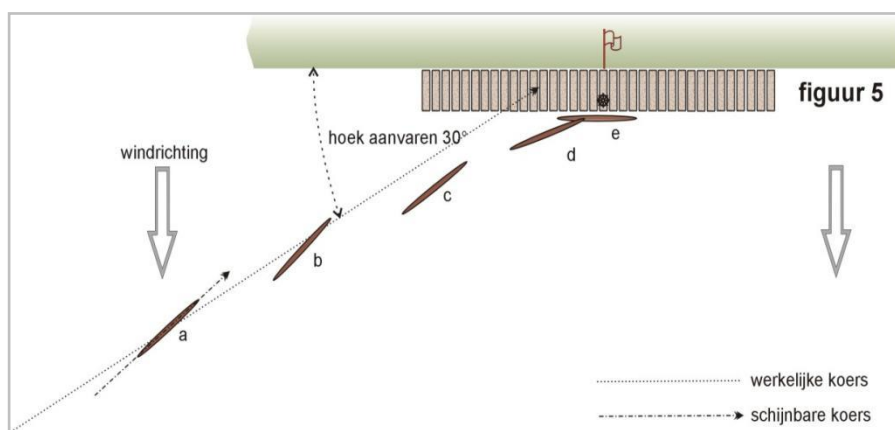 figuur 5
hoek aanvaren 30°
windrichting
e
d
c
b
a
werkelijke koers
schijnbare koers